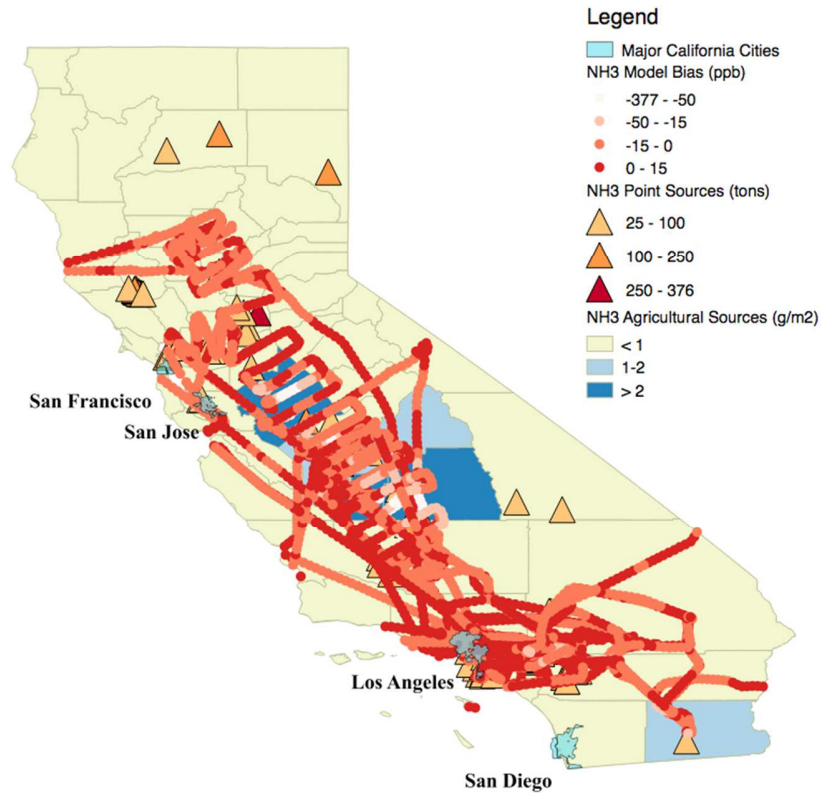 Legend
Major California Cities
NH3 Model Bias (ppb)
-377 - -50
-50 - -15
-15 - 0
0 - 15
NH3 Point Sources (tons)
25 - 100
100 - 250
250 - 376
NH3 Agricultural Sources (g/m2)
< 1
1-2
> 2
San Francisco
San Jose
Los Angeles
San Diego